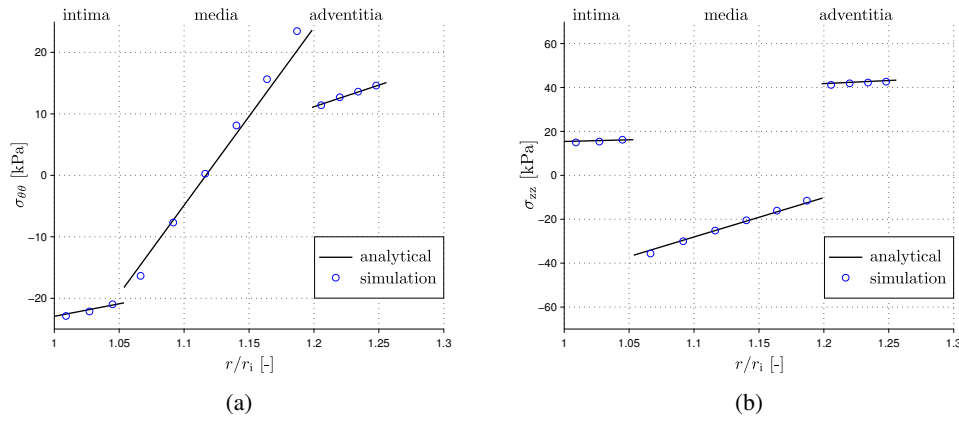 intima media adventitia
20
10
0
−10
−20
σθθ [kPa]
analytical
simulation
1 1.05 1.1 1.15 1.2 1.25 1.3
r/ri [-]
(a)
intima media adventitia
60
40
20
0
−20
−40
−60
σzz [kPa]
analytical
simulation
1 1.05 1.1 1.15 1.2 1.25 1.3
r/ri [-]
(b)